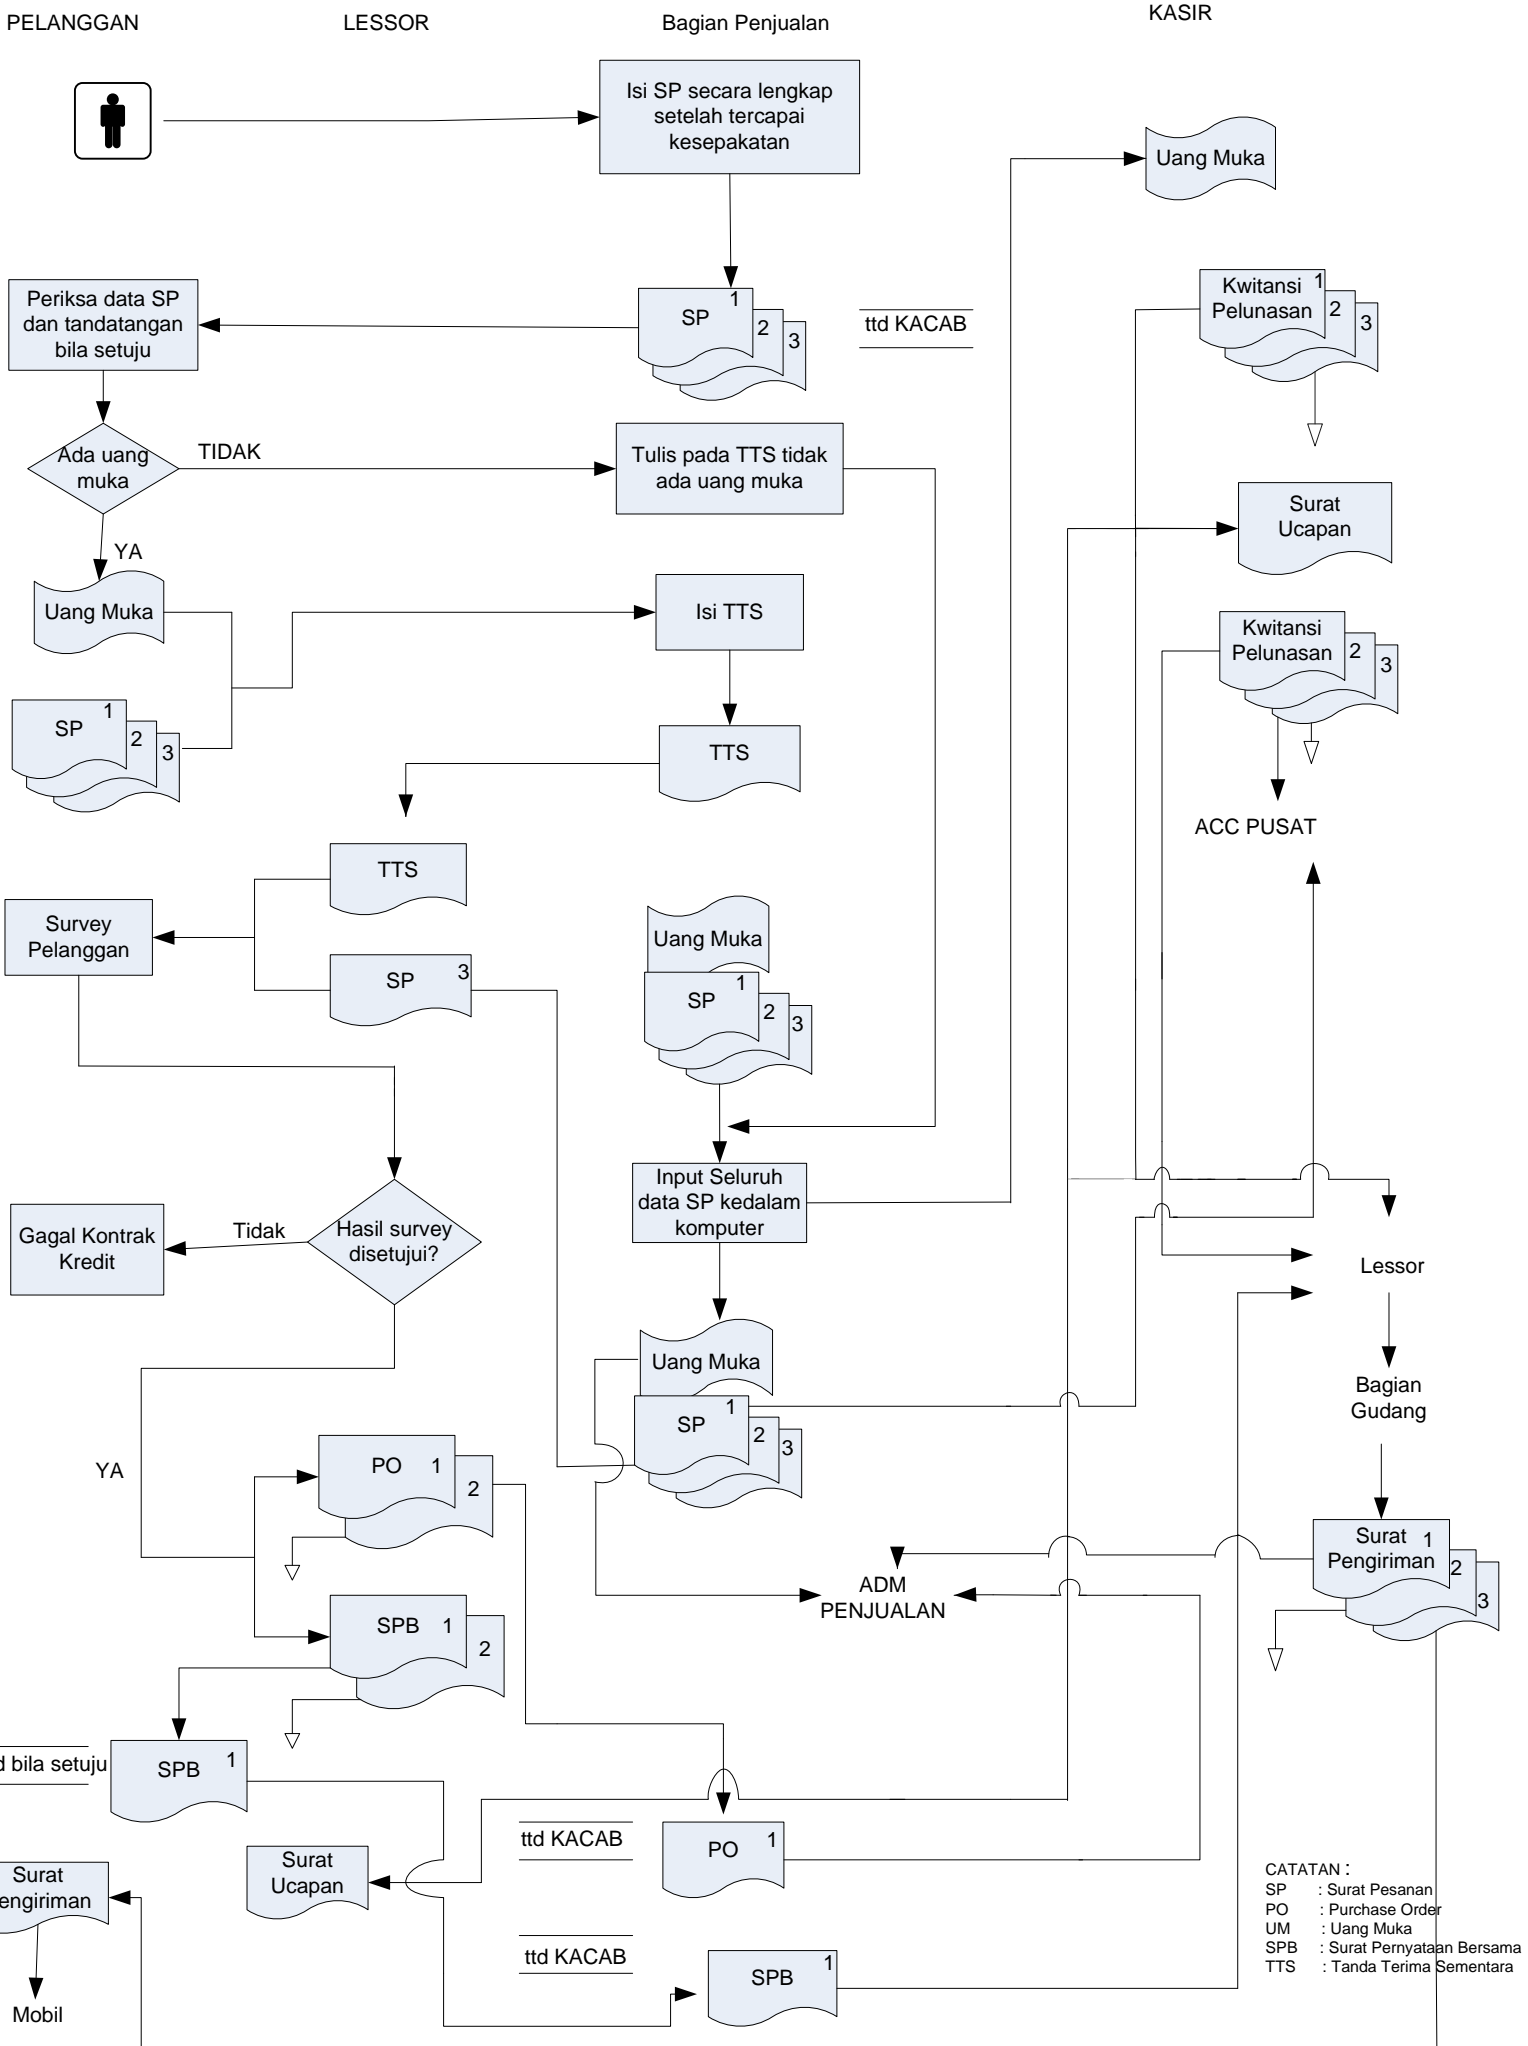 PELANGGAN
LESSOR
Bagian Penjualan
KASIR
Isi SP secara lengkap
setelah tercapai
kesepakatan
Uang Muka
Periksa data SP
dan tandatangan
bila setuju
SP
1
2
3
ttd KACAB
Kwitansi
Pelunasan
1
2
3
Ada uang
muka
TIDAK
Tulis pada TTS tidak
ada uang muka
Surat
Ucapan
YA
Uang Muka
Isi TTS
Kwitansi
Pelunasan
2
3
SP
1
2
3
TTS
ACC PUSAT
TTS
Survey
Pelanggan
SP
3
Uang Muka
SP
1
2
3
Input Seluruh
data SP kedalam
komputer
Gagal Kontrak
Kredit
Tidak
Hasil survey
disetujui?
Lessor
Uang Muka
SP
1
2
3
Bagian
Gudang
YA
PO
1
2
Surat
Pengiriman
1
2
3
ADM
PENJUALAN
SPB
1
2
d bila setuju
SPB
1
ttd KACAB
PO
1
Surat
Ucapan
Surat
engiriman
Mobil
ttd KACAB
SPB
1
CATATAN :
SP : Surat Pesanan
PO : Purchase Order
UM : Uang Muka
SPB : Surat Pernyataan Bersama
TTS : Tanda Terima Sementara